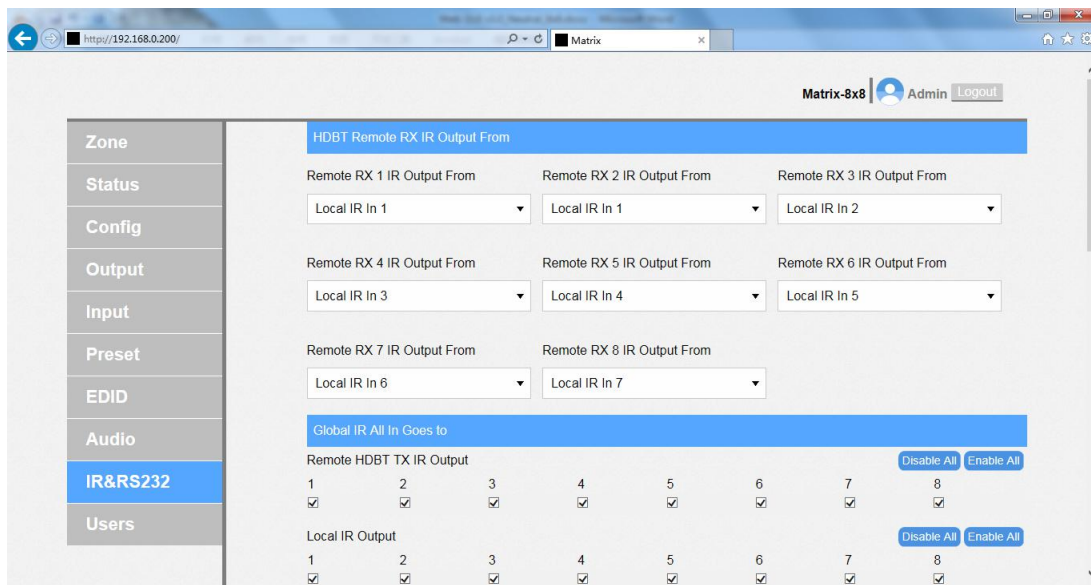 http://192.168.0.200/
Matrix
Matrix-8x8 Admin Logout
Zone
Status
Config
Output
Input
Preset
EDID
Audio
IR&RS232
Users
HDBT Remote RX IR Output From
Remote RX 1 IR Output From Remote RX 2 IR Output From Remote RX 3 IR Output From
Local IR In 1 Local IR In 1 Local IR In 2
Remote RX 4 IR Output From Remote RX 5 IR Output From Remote RX 6 IR Output From
Local IR In 3 Local IR In 4 Local IR In 5
Remote RX 7 IR Output From Remote RX 8 IR Output From
Local IR In 6 Local IR In 7
Global IR All In Goes to
Remote HDBT TX IR Output Disable All Enable All
1 2 3 4 5 6 7 8
Local IR Output Disable All Enable All
1 2 3 4 5 6 7 8